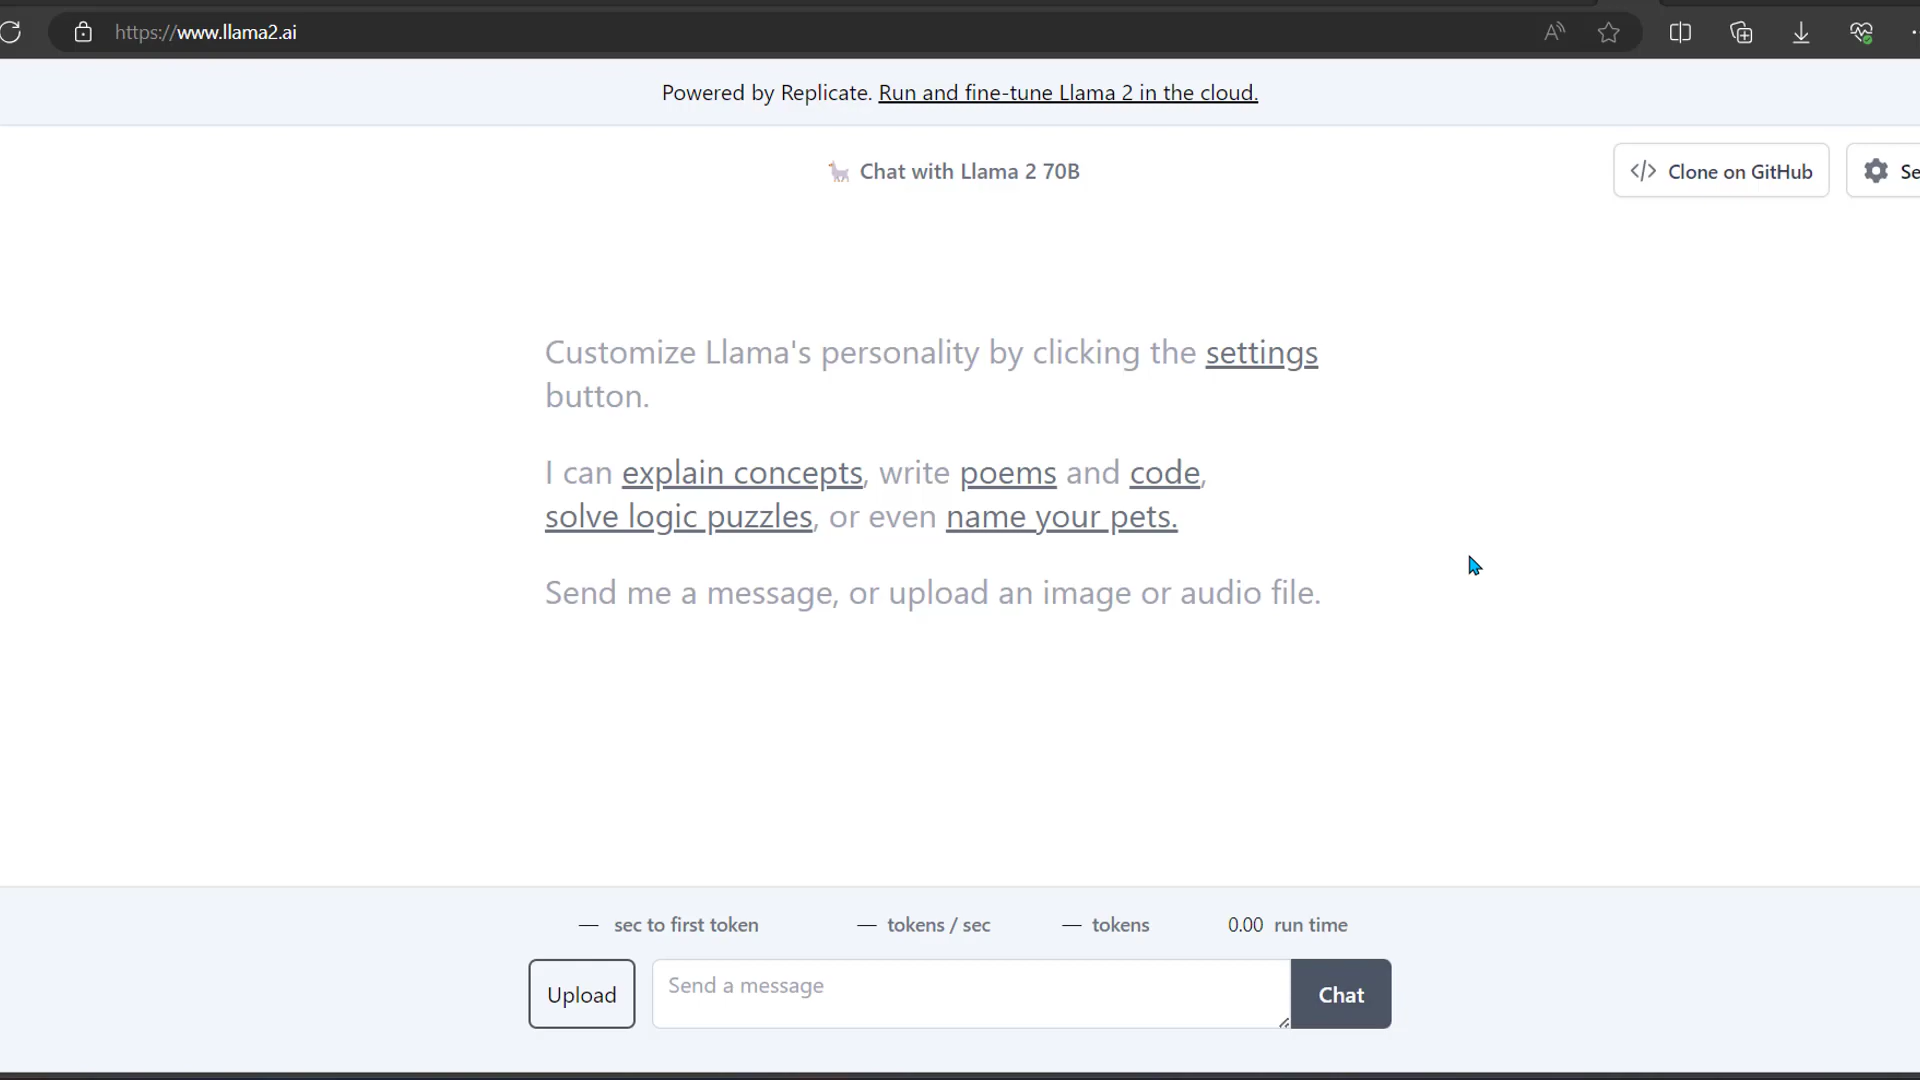 https://www.llama2.ai
Powered by Replicate. Run and fine-tune Llama 2 in the cloud.
Chat with Llama 2 70B
Clone on GitHub
Se
Customize Llama's personality by clicking the settings
button.
I can explain concepts, write poems and code,
solve logic puzzles, or even name your pets.
Send me a message, or upload an image or audio file.
— sec to first token — tokens / sec — tokens 0.00 run time
Upload
Send a message
Chat